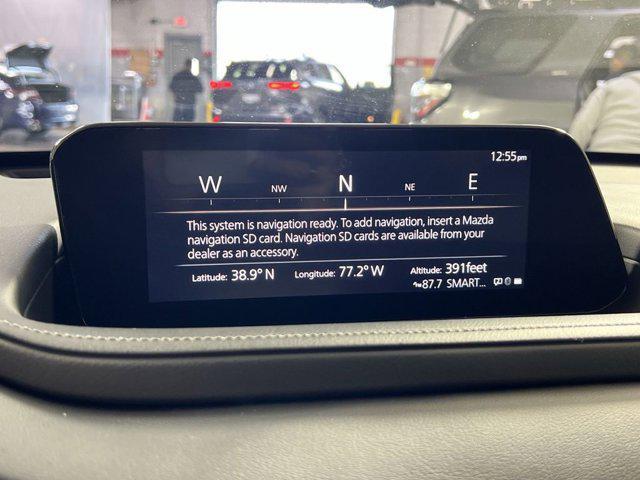 12:55pm
W NW N NE E
This system is navigation ready. To add navigation, insert a Mazda
navigation SD card. Navigation SD cards are available from your
dealer as an accessory.
Latitude: 38.9° N Longitude: 77.2° W Altitude: 391feet
87.7 SMART...